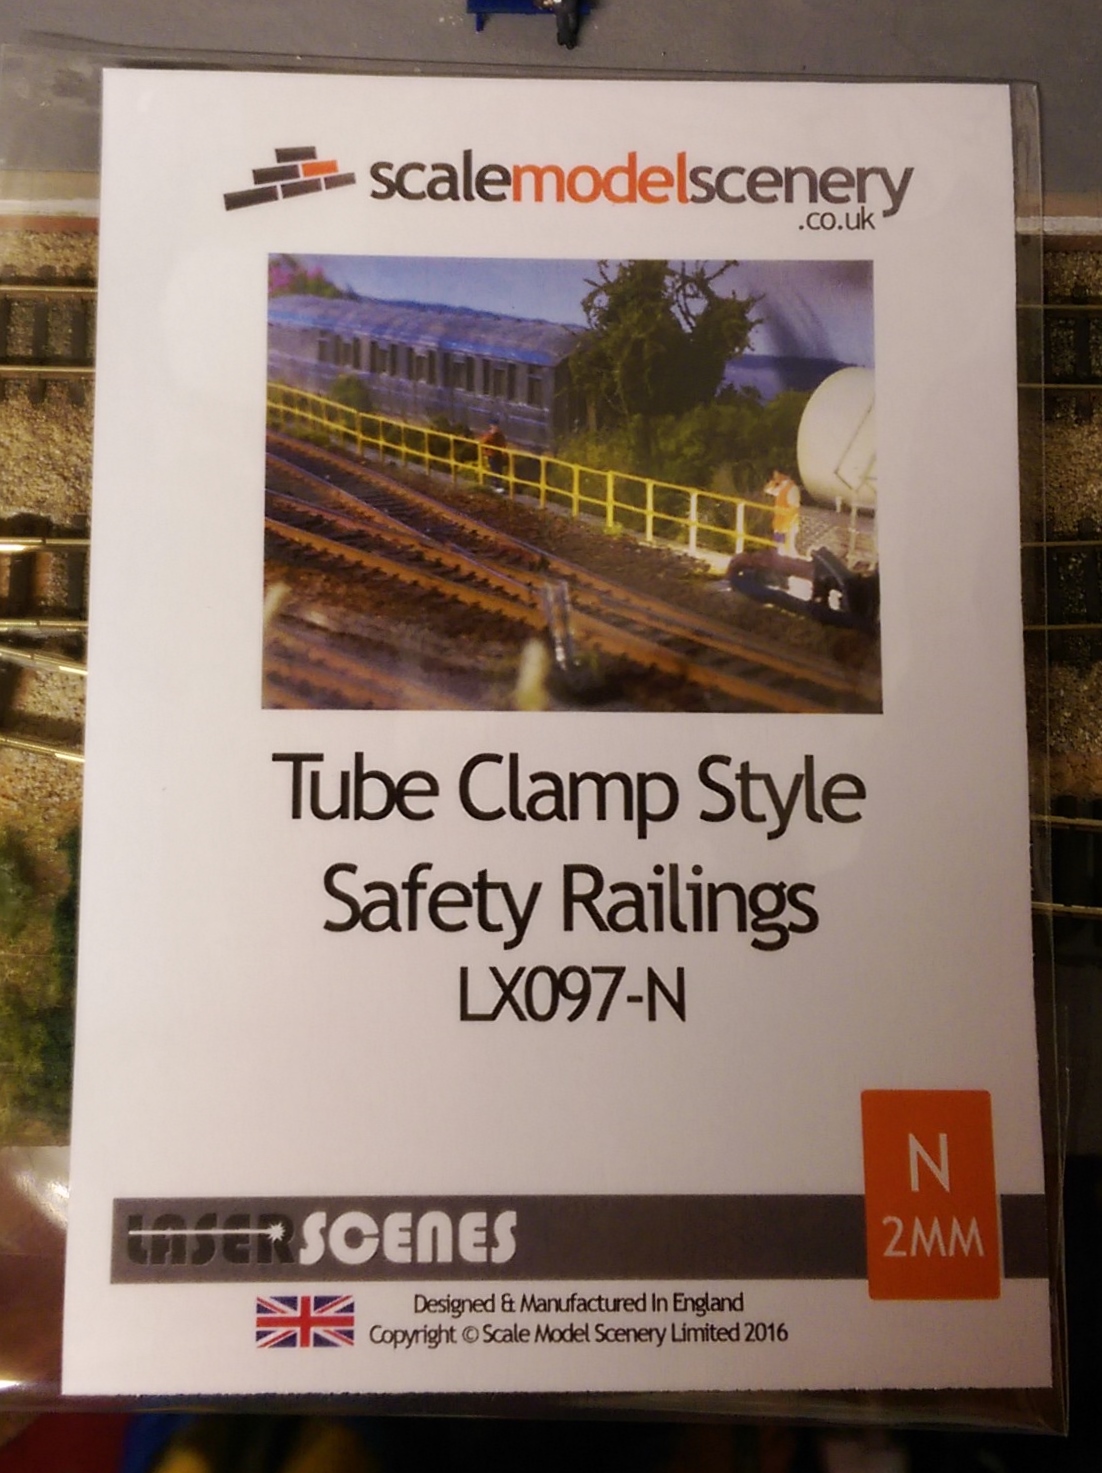 scalemodelscenery
.co.uk
Tube Clamp Style
Safety Railings
LX097-N
N
2MM
LASERSCENES
Designed & Manufactured In England
Copyright © Scale Model Scenery Limited 2016